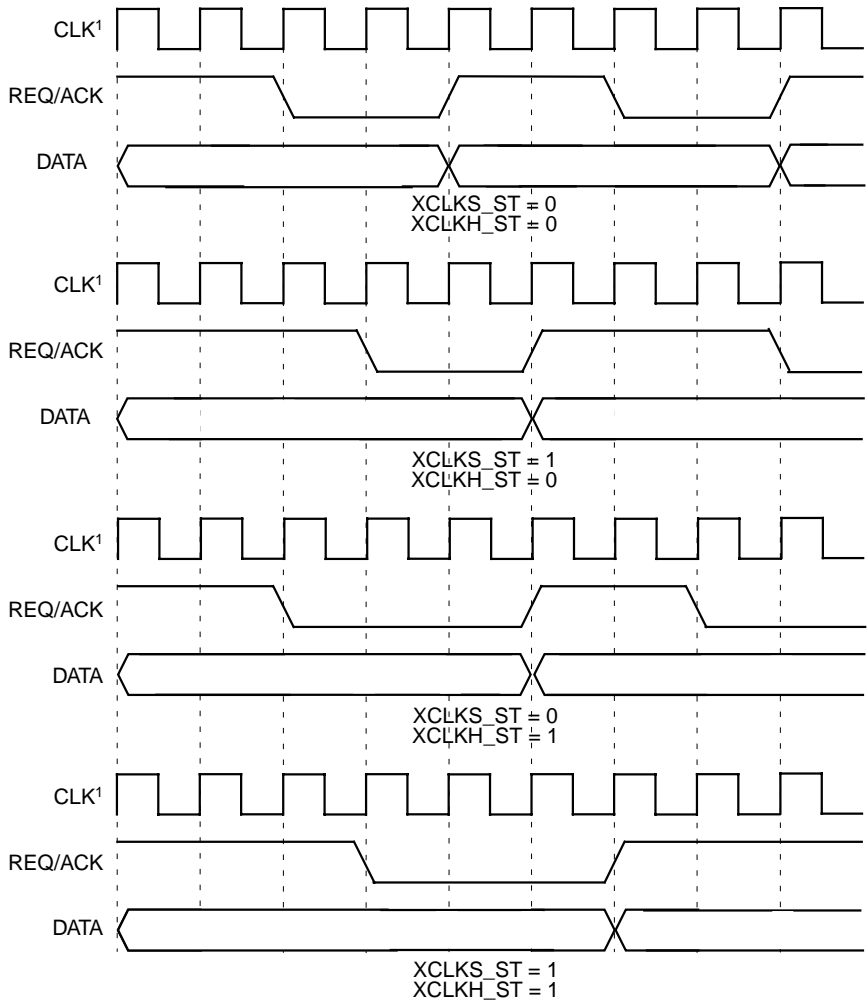 CLK¹
REQ/ACK
DATA
XCLKS_ST = 0
XCLKH_ST = 0
CLK¹
REQ/ACK
DATA
XCLKS_ST = 1
XCLKH_ST = 0
CLK¹
REQ/ACK
DATA
XCLKS_ST = 0
XCLKH_ST = 1
CLK¹
REQ/ACK
DATA
XCLKS_ST = 1
XCLKH_ST = 1